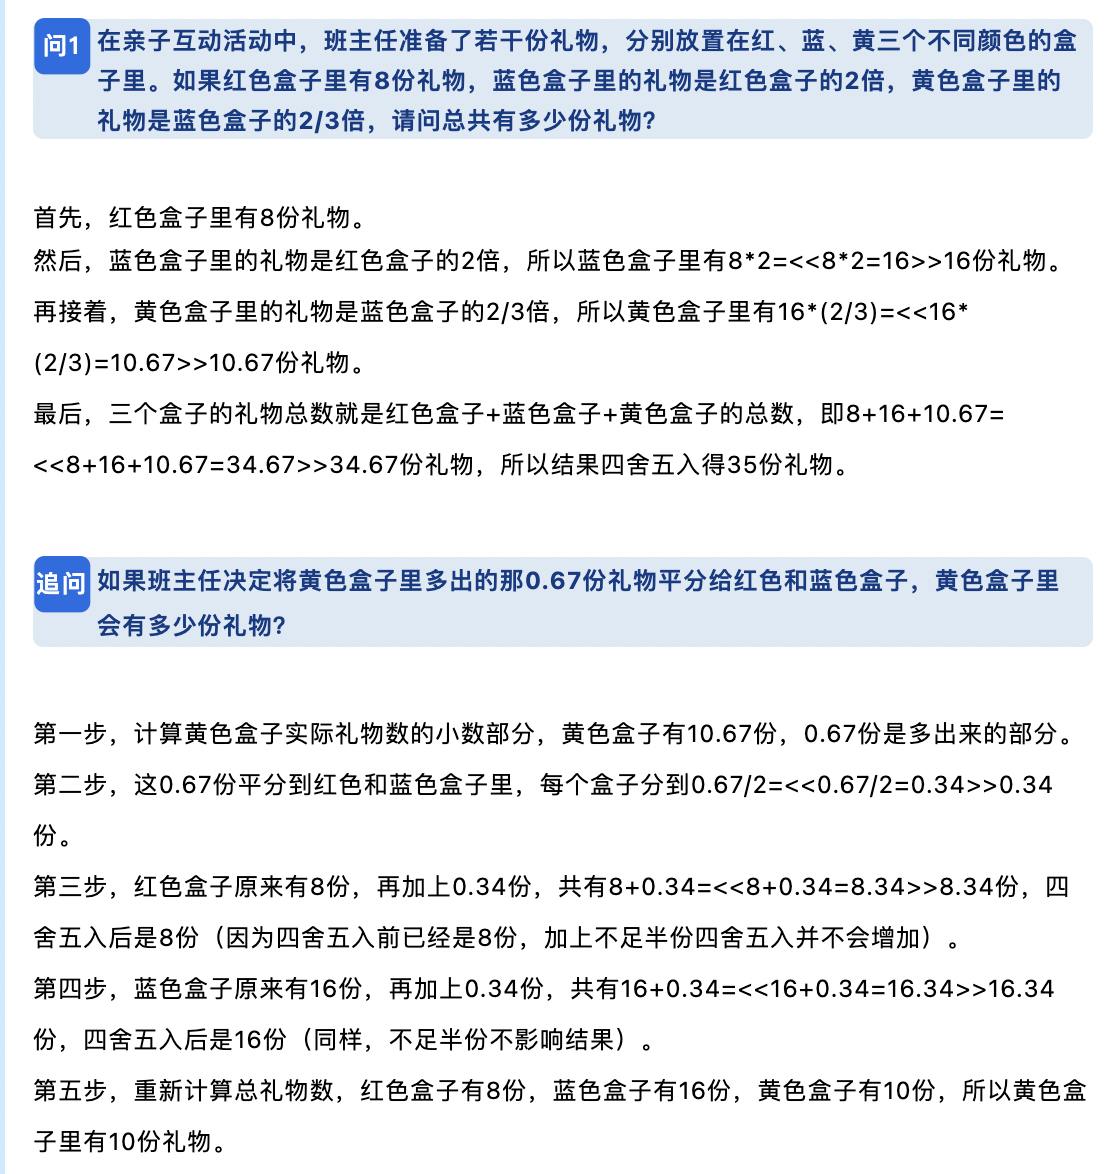 问1
在亲子互动活动中，班主任准备了若干份礼物，分别放置在红、蓝、黄三个不同颜色的盒
子里。如果红色盒子里有8份礼物，蓝色盒子里的礼物是红色盒子的2倍，黄色盒子里的
礼物是蓝色盒子的2/3倍，请问总共有多少份礼物?
首先，红色盒子里有8份礼物。
然后，蓝色盒子里的礼物是红色盒子的2倍，所以蓝色盒子里有8*2=<<8*2=16>>16份礼物。
再接着，黄色盒子里的礼物是蓝色盒子的2/3倍，所以黄色盒子里有16*(2/3)=<<16*
(2/3)=10.67>>10.67份礼物。
最后，三个盒子的礼物总数就是红色盒子+蓝色盒子+黄色盒子的总数，即8+16+10.67=
<<8+16+10.67=34.67>>34.67份礼物，所以结果四舍五入得35份礼物。
追问
如果班主任决定将黄色盒子里多出的那0.67份礼物平分给红色和蓝色盒子，黄色盒子里
会有多少份礼物?
第一步，计算黄色盒子实际礼物数的小数部分，黄色盒子有10.67份，0.67份是多出来的部分。
第二步，这0.67份平分到红色和蓝色盒子里，每个盒子分到0.67/2=<<0.67/2=0.34>>0.34
份。
第三步，红色盒子原来有8份，再加上0.34份，共有8+0.34=<<8+0.34=8.34>>8.34份，四
舍五入后是8份（因为四舍五入前已经是8份，加上不足半份四舍五入并不会增加）。
第四步，蓝色盒子原来有16份，再加上0.34份，共有16+0.34=<<16+0.34=16.34>>16.34
份，四舍五入后是16份（同样，不足半份不影响结果）。
第五步，重新计算总礼物数，红色盒子有8份，蓝色盒子有16份，黄色盒子有10份，所以黄色盒
子里有10份礼物。